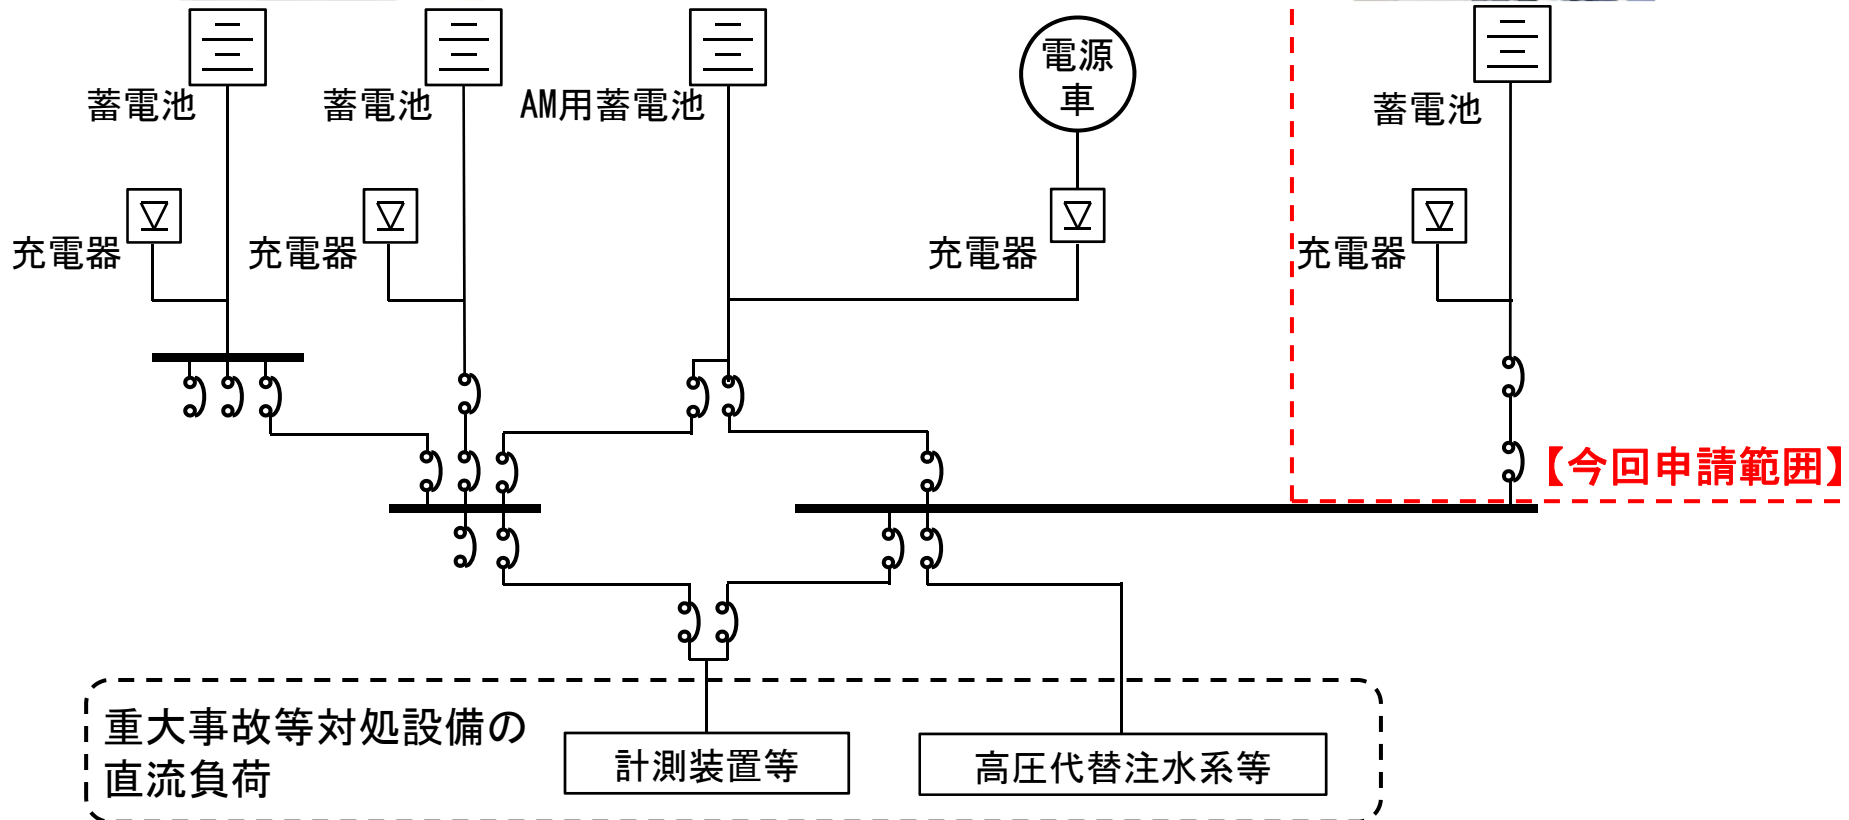 電源
車
蓄電池
蓄電池
AM用蓄電池
蓄電池
充電器
充電器
充電器
充電器
【今回申請範囲】
重大事故等対処設備の
直流負荷
計測装置等
高圧代替注水系等